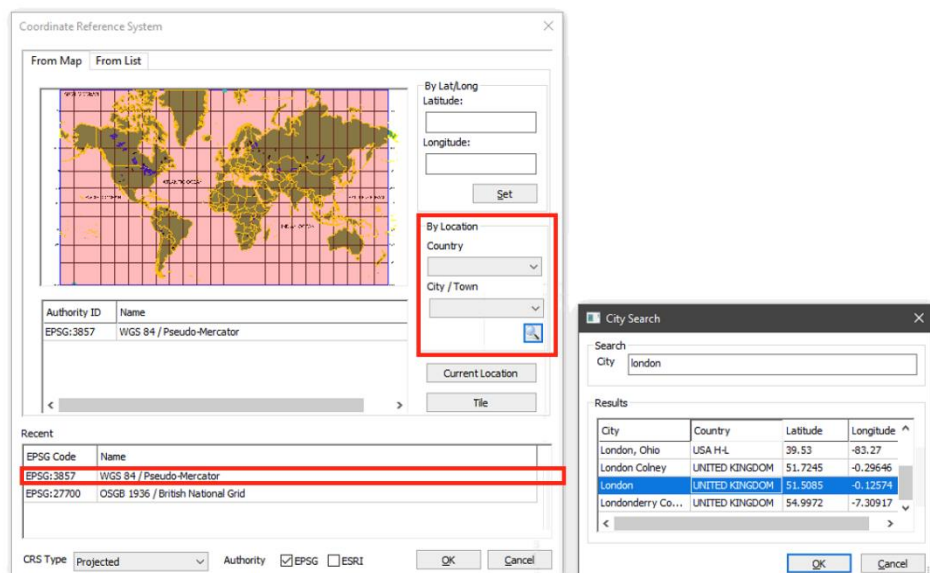 Coordinate Reference System
From Map From List
By Lat/Long
Latitude:
Longitude:
Set
By Location
Country
City / Town
Authority ID Name
EPSG:3857 WGS 84 / Pseudo-Mercator
Current Location
Tile
Recent
EPSG Code Name
EPSG:3857 WGS 84 / Pseudo-Mercator
EPSG:27700 OSGB 1936 / British National Grid
CRS Type Projected Authority EPSG ESRI OK Cancel
City Search
Search
City london
Results
City Country Latitude Longitude
London, Ohio USA H-L 39.53 -83.27
London Colney UNITED KINGDOM 51.7245 -0.29646
London UNITED KINGDOM 51.5085 -0.12574
Londonderry Co... UNITED KINGDOM 54.9972 -7.30917
OK Cancel